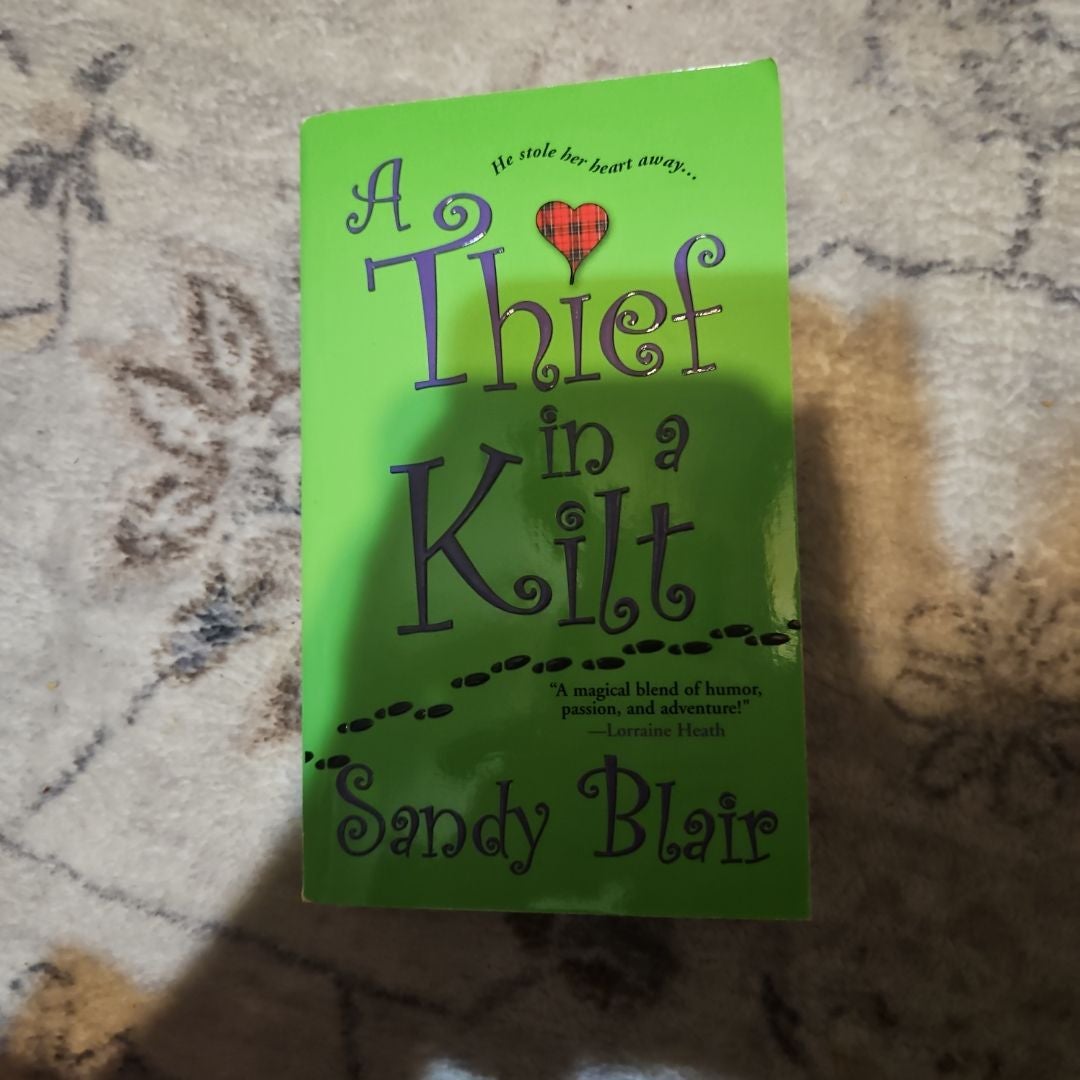 He stole her heart away...
A
Thief
in a
Kilt
“A magical blend of humor,
passion, and adventure!”
—Lorraine Heath
Sandy Blair